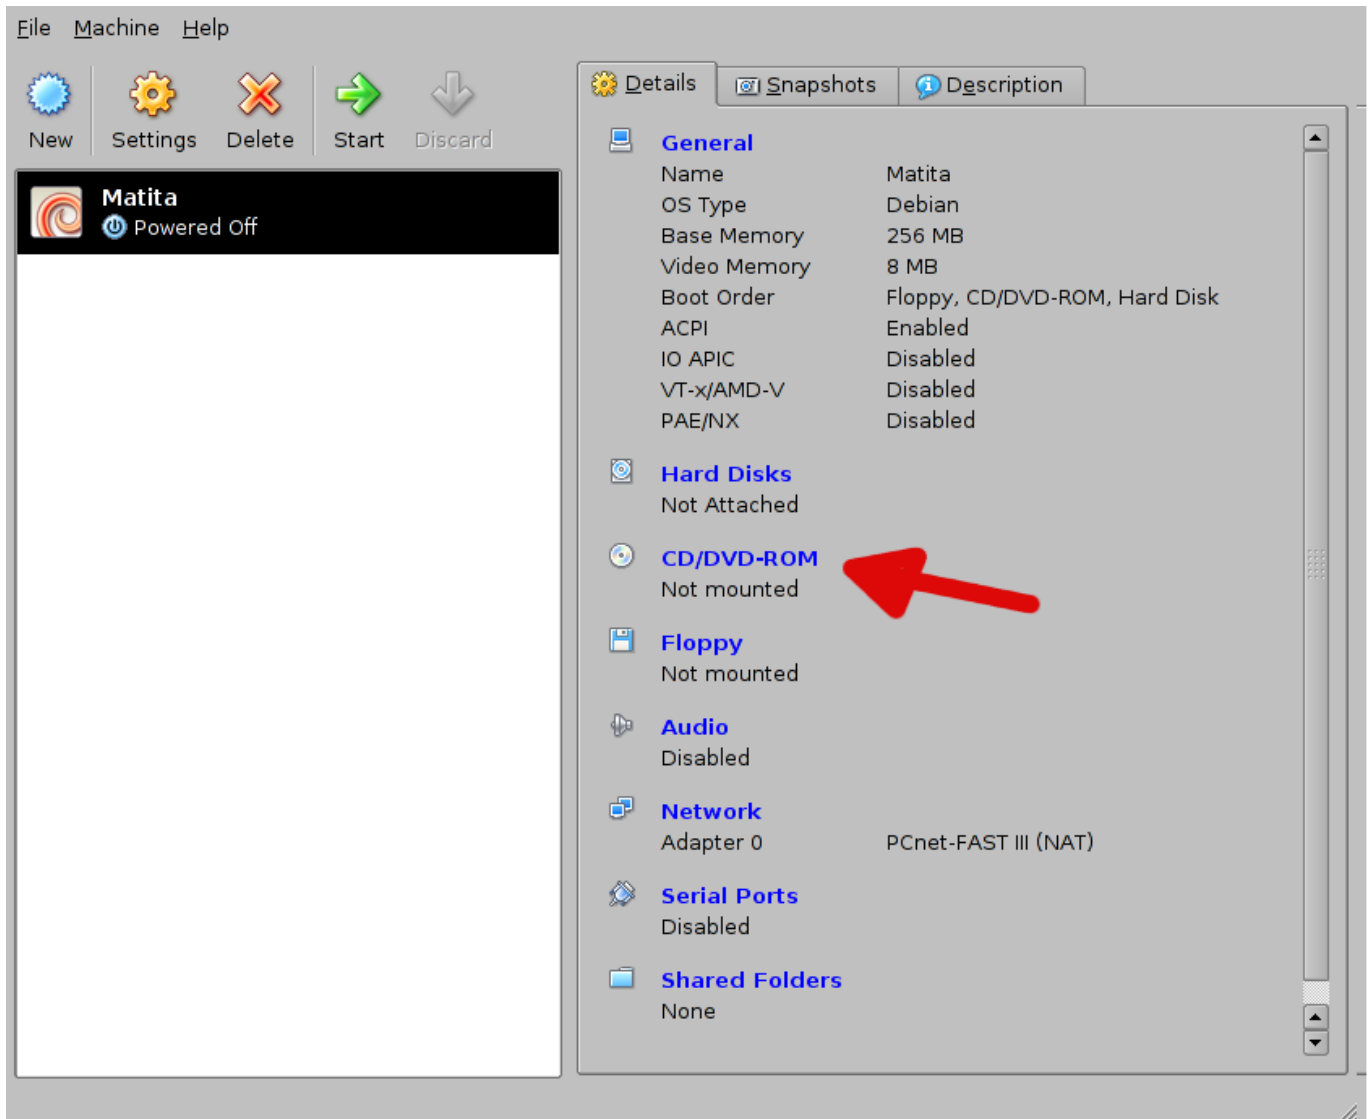 File Machine Help
New Settings Delete Start Discard
Matita
Powered Off
Details Snapshots Description
General
Name Matita
OS Type Debian
Base Memory 256 MB
Video Memory 8 MB
Boot Order Floppy, CD/DVD-ROM, Hard Disk
ACPI Enabled
IO APIC Disabled
VT-x/AMD-V Disabled
PAE/NX Disabled
Hard Disks
Not Attached
CD/DVD-ROM
Not mounted
Floppy
Not mounted
Audio
Disabled
Network
Adapter 0 PCnet-FAST III (NAT)
Serial Ports
Disabled
Shared Folders
None